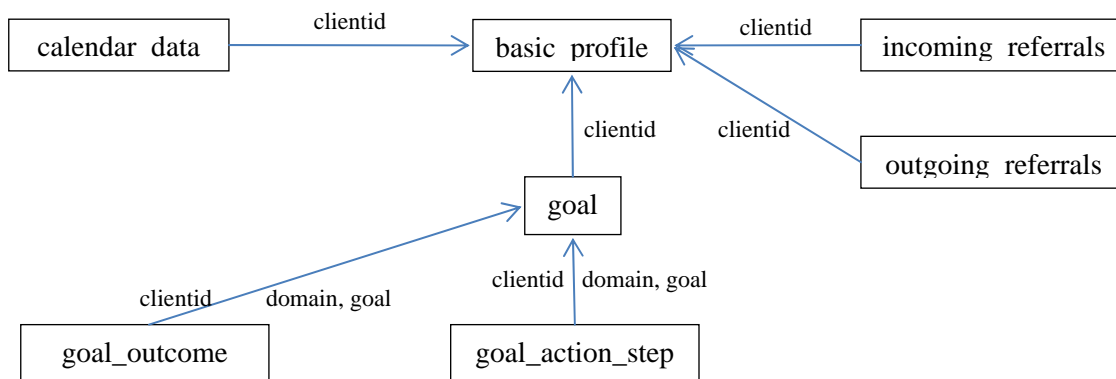 clientid
clientid
calendar data
basic profile
incoming referrals
clientid
clientid
outgoing referrals
goal
clientid domain, goal
clientid domain, goal
goal_outcome
goal_action_step